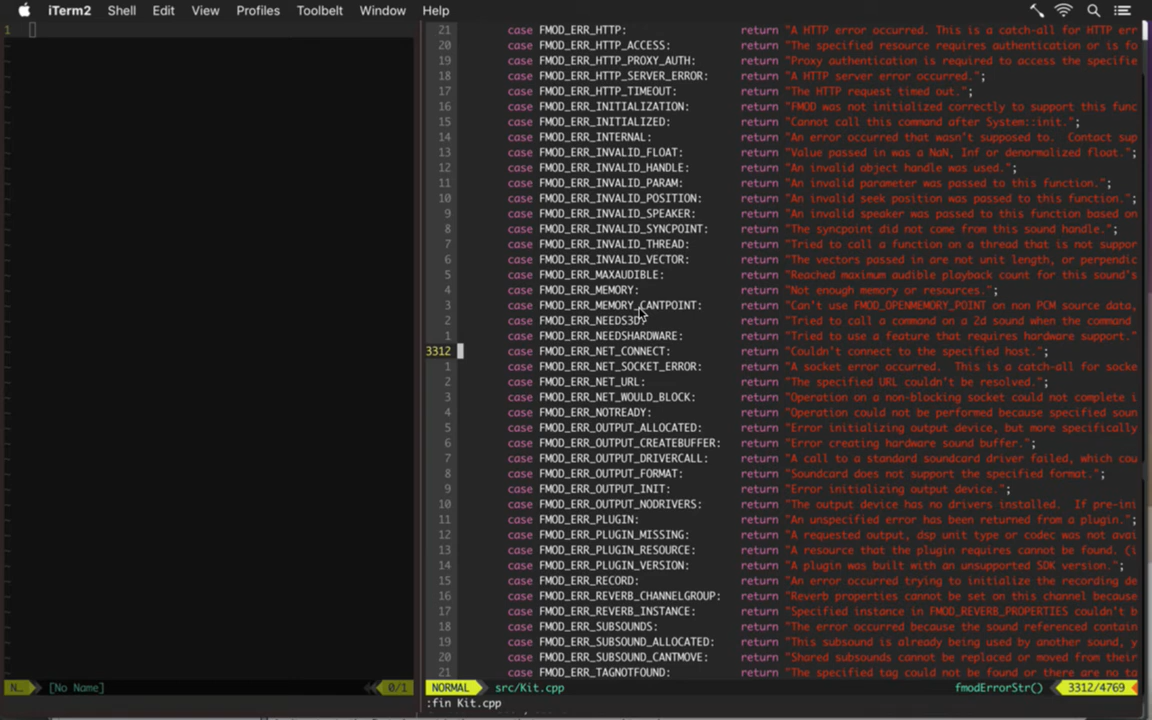 iTerm2 Shell Edit View Profiles Toolbelt Window Help
1
21 case FMOD_ERR_HTTP: return "A HTTP error occurred. This is a catch-all for HTTP err
20 case FMOD_ERR_HTTP_ACCESS: return "The specified resource requires authentication or is fo
19 case FMOD_ERR_HTTP_PROXY_AUTH: return "Proxy authentication is required to access the specifie
18 case FMOD_ERR_HTTP_SERVER_ERROR: return "A HTTP server error occurred.";
17 case FMOD_ERR_HTTP_TIMEOUT: return "The HTTP request timed out.";
16 case FMOD_ERR_INITIALIZATION: return "FMOD was not initialized correctly to support this func
15 case FMOD_ERR_INITIALIZED: return "Cannot call this command after System::init.";
14 case FMOD_ERR_INTERNAL: return "An error occurred that wasn't supposed to.  Contact sup
13 case FMOD_ERR_INVALID_FLOAT: return "Value passed in was a NaN, Inf or denormalized float.";
12 case FMOD_ERR_INVALID_HANDLE: return "An invalid object handle was used.";
11 case FMOD_ERR_INVALID_PARAM: return "An invalid parameter was passed to this function.";
10 case FMOD_ERR_INVALID_POSITION: return "An invalid seek position was passed to this function.";
9 case FMOD_ERR_INVALID_SPEAKER: return "An invalid speaker was passed to this function based on
8 case FMOD_ERR_INVALID_SYNCPOINT: return "The syncpoint did not come from this sound handle.";
7 case FMOD_ERR_INVALID_THREAD: return "Tried to call a function on a thread that is not suppor
6 case FMOD_ERR_INVALID_VECTOR: return "The vectors passed in are not unit length, or perpendic
5 case FMOD_ERR_MAXAUDIBLE: return "Reached maximum audible playback count for this sound's
4 case FMOD_ERR_MEMORY: return "Not enough memory or resources.";
3 case FMOD_ERR_MEMORY_CANTPOINT: return "Can't use FMOD_OPENMEMORY_POINT on non PCM source data,
2 case FMOD_ERR_NEEDS3D: return "Tried to call a command on a 2d sound when the command
1 case FMOD_ERR_NEEDSHARDWARE: return "Tried to use a feature that requires hardware support."
3312 case FMOD_ERR_NET_CONNECT: return "Couldn't connect to the specified host.";
1 case FMOD_ERR_NET_SOCKET_ERROR: return "A socket error occurred.  This is a catch-all for socke
2 case FMOD_ERR_NET_URL: return "The specified URL couldn't be resolved.";
3 case FMOD_ERR_NET_WOULD_BLOCK: return "Operation on a non-blocking socket could not complete i
4 case FMOD_ERR_NOTREADY: return "Operation could not be performed because specified soun
5 case FMOD_ERR_OUTPUT_ALLOCATED: return "Error initializing output device, but more specifically
6 case FMOD_ERR_OUTPUT_CREATEBUFFER: return "Error creating hardware sound buffer.";
7 case FMOD_ERR_OUTPUT_DRIVERCALL: return "A call to a standard soundcard driver failed, which cou
8 case FMOD_ERR_OUTPUT_FORMAT: return "Soundcard does not support the specified format.";
9 case FMOD_ERR_OUTPUT_INIT: return "Error initializing output device.";
10 case FMOD_ERR_OUTPUT_NODRIVERS: return "The output device has no drivers installed.  If pre-ini
11 case FMOD_ERR_PLUGIN: return "An unspecified error has been returned from a plugin.";
12 case FMOD_ERR_PLUGIN_MISSING: return "A requested output, dsp unit type or codec was not avai
13 case FMOD_ERR_PLUGIN_RESOURCE: return "A resource that the plugin requires cannot be found. (i
14 case FMOD_ERR_PLUGIN_VERSION: return "A plugin was built with an unsupported SDK version.";
15 case FMOD_ERR_RECORD: return "An error occurred trying to initialize the recording de
16 case FMOD_ERR_REVERB_CHANNELGROUP: return "Reverb properties cannot be set on this channel because
17 case FMOD_ERR_REVERB_INSTANCE: return "Specified instance in FMOD_REVERB_PROPERTIES couldn't b
18 case FMOD_ERR_SUBSOUNDS: return "The error occurred because the sound referenced contain
19 case FMOD_ERR_SUBSOUND_ALLOCATED: return "This subsound is already being used by another sound, y
20 case FMOD_ERR_SUBSOUND_CANTMOVE: return "Shared subsounds cannot be replaced or moved from their
21 case FMOD_ERR_TAGNOTFOUND: return "The specified tag could not be found or there are no ta
N… [No Name] 0/1 NORMAL src/Kit.cpp fmodErrorStr() 3312/4769
:fin Kit.cpp